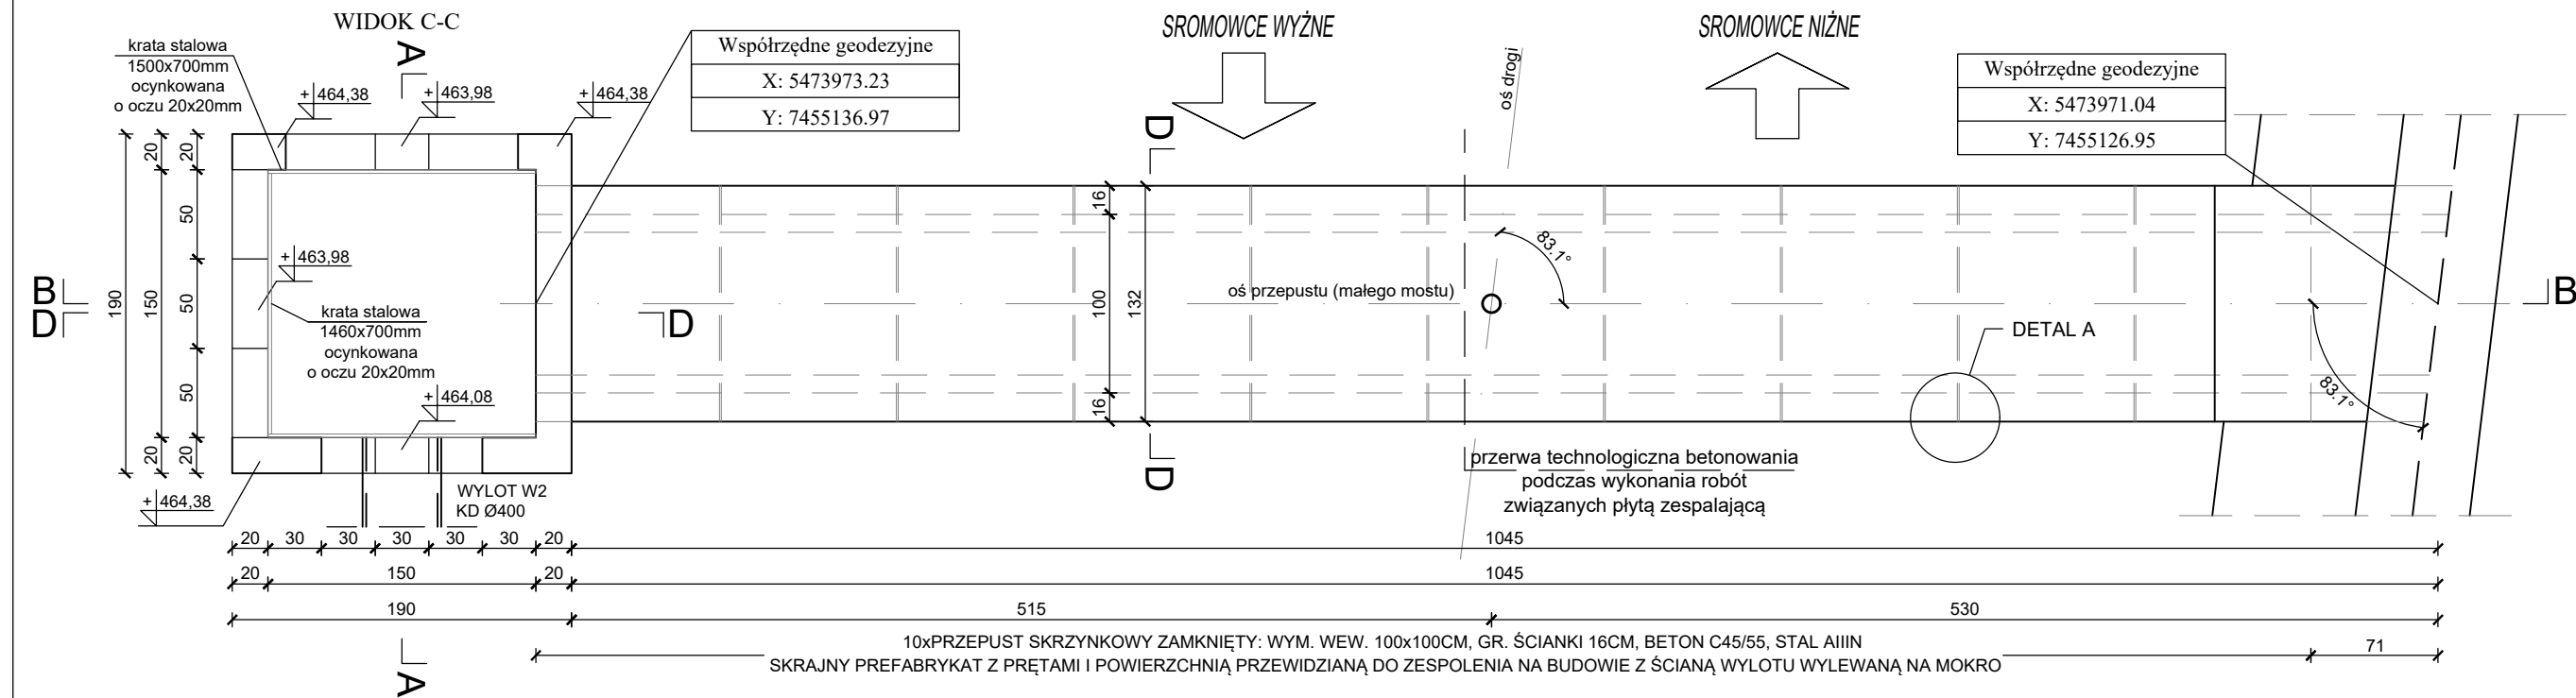 WIDOK C-C
SROMOWCE WYŻNE
SROMOWCE NIŻNE
krata stalowa
1500x700mm
ocynkowana
o oczu 20x20mm
A
+464,38
+463,98
+464,38
Współrzędne geodezyjne
X: 5473973.23
Y: 7455136.97
oś drogi
Współrzędne geodezyjne
X: 5473971.04
Y: 7455126.95
D
20
20
16
50
190
150
50
100
132
50
16
20
20
+463,98
83.1°
B
D
oś przepustu (małego mostu)
B
krata stalowa
1460x700mm
ocynkowana
o oczu 20x20mm
D
DETAL A
+464,08
83.1°
D
przerwa technologiczna betonowania
podczas wykonania robót
związanych płytą zespalającą
+464,38
WYLOT W2
KD Ø400
20 30 30 30 30 30 20 1045
20 150 20 1045
190 515 530
10xPRZEPUST SKRZYNKOWY ZAMKNIĘTY: WYM. WEW. 100x100CM, GR. ŚCIANKI 16CM, BETON C45/55, STAL AIIIN
71
SKRAJNY PREFABRYKAT Z PRĘTAMI I POWIERZCHNIĄ PRZEWIDZIANĄ DO ZESPOLENIA NA BUDOWIE Z ŚCIANĄ WYLOTU WYLEWANĄ NA MOKRO
A